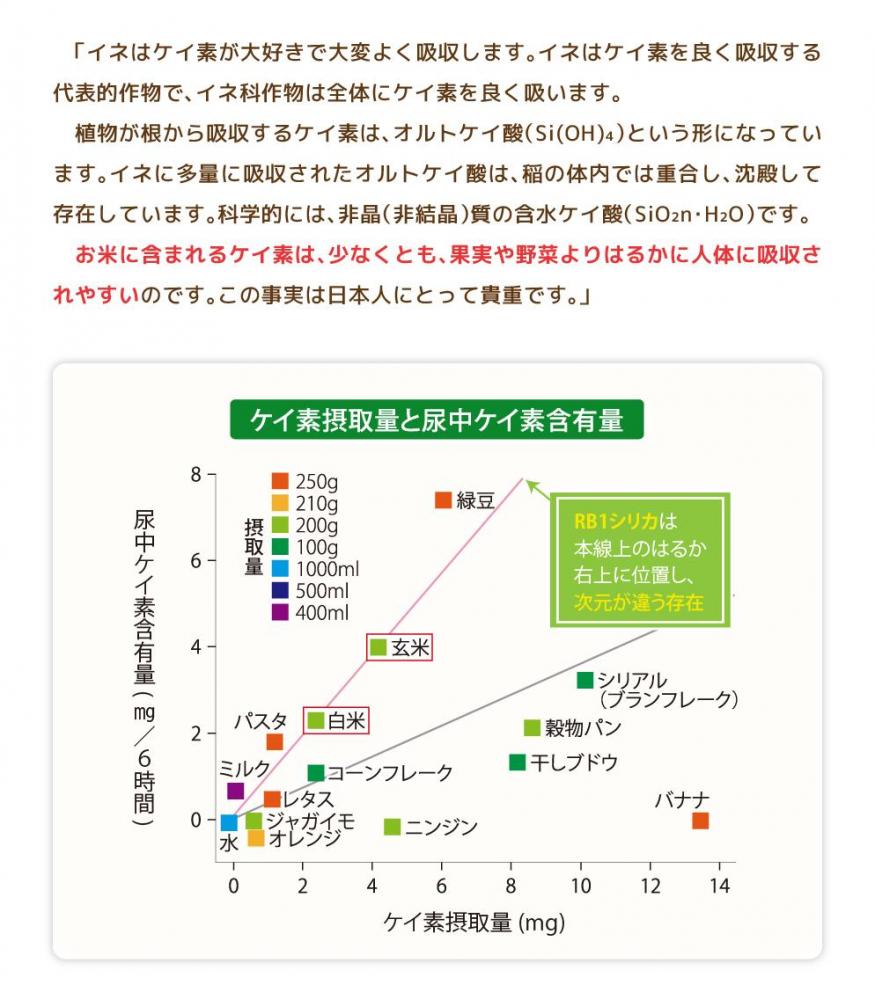 「イネはケイ素が大好きで大変よく吸収します。イネはケイ素を良く吸収する
代表的作物で、イネ科作物は全体にケイ素を良く吸います。
植物が根から吸収するケイ素は、オルトケイ酸（Si(OH)₄）という形になってい
ます。イネに多量に吸収されたオルトケイ酸は、稲の体内では重合し、沈殿して
存在しています。科学的には、非晶（非結晶）質の含水ケイ酸（SiO₂n・H₂O）です。
お米に含まれるケイ素は、少なくとも、果実や野菜よりはるかに人体に吸収さ
れやすいのです。この事実は日本人にとって貴重です。」
ケイ素摂取量と尿中ケイ素含有量
尿中ケイ素含有量(㎎／6時間)
8
6
4
2
0
摂取量
250g
210g
200g
100g
1000ml
500ml
400ml
緑豆
RB1シリカは
本線上のはるか
右上に位置し、
次元が違う存在
玄米
シリアル
（ブランフレーク）
白米
パスタ
穀物パン
干しブドウ
ミルク
コーンフレーク
レタス
バナナ
ジャガイモ
ニンジン
水
オレンジ
0 2 4 6 8 10 12 14
ケイ素摂取量 (mg)